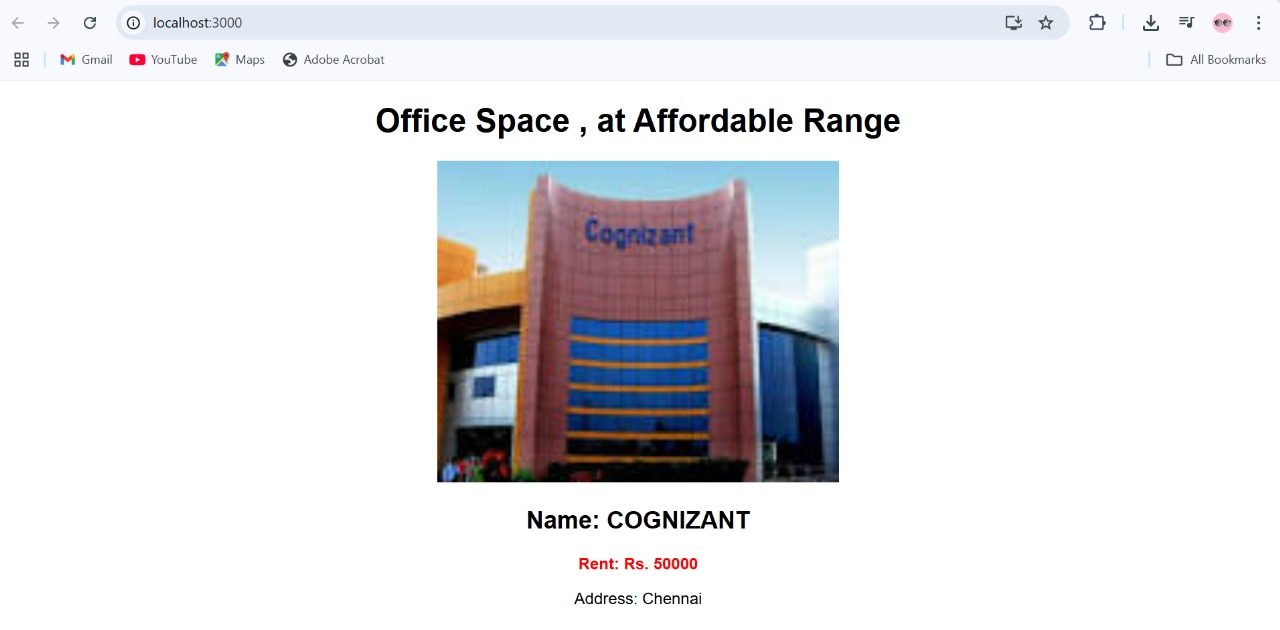 localhost:3000
Gmail YouTube Maps Adobe Acrobat All Bookmarks
Office Space , at Affordable Range
Cognizant
Name: COGNIZANT
Rent: Rs. 50000
Address: Chennai